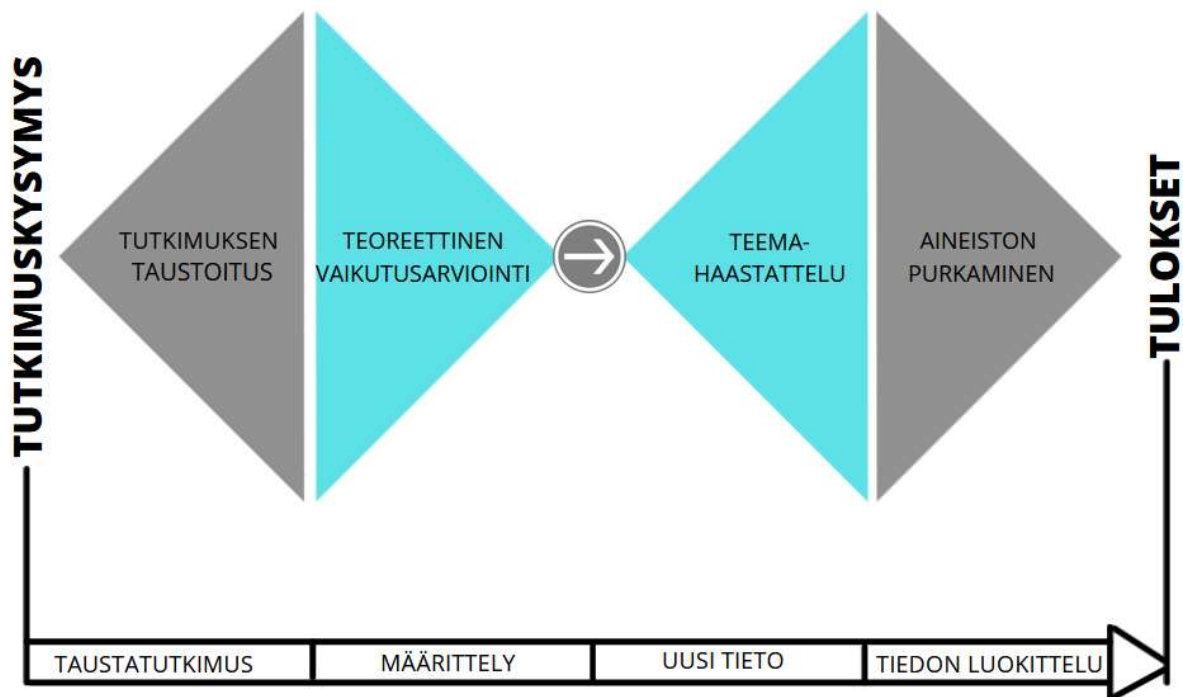 TUTKIMUSKYSYMYS
TUTKIMUKSEN
TAUSTOITUS
TEOREETTINEN
VAIKUTUSARVIOINTI
TEEMA-
HAASTATTELU
AINEISTON
PURKAMINEN
TULOKSET
TAUSTATUTKIMUS
MÄÄRITTELY
UUSI TIETO
TIEDON LUOKITTELU